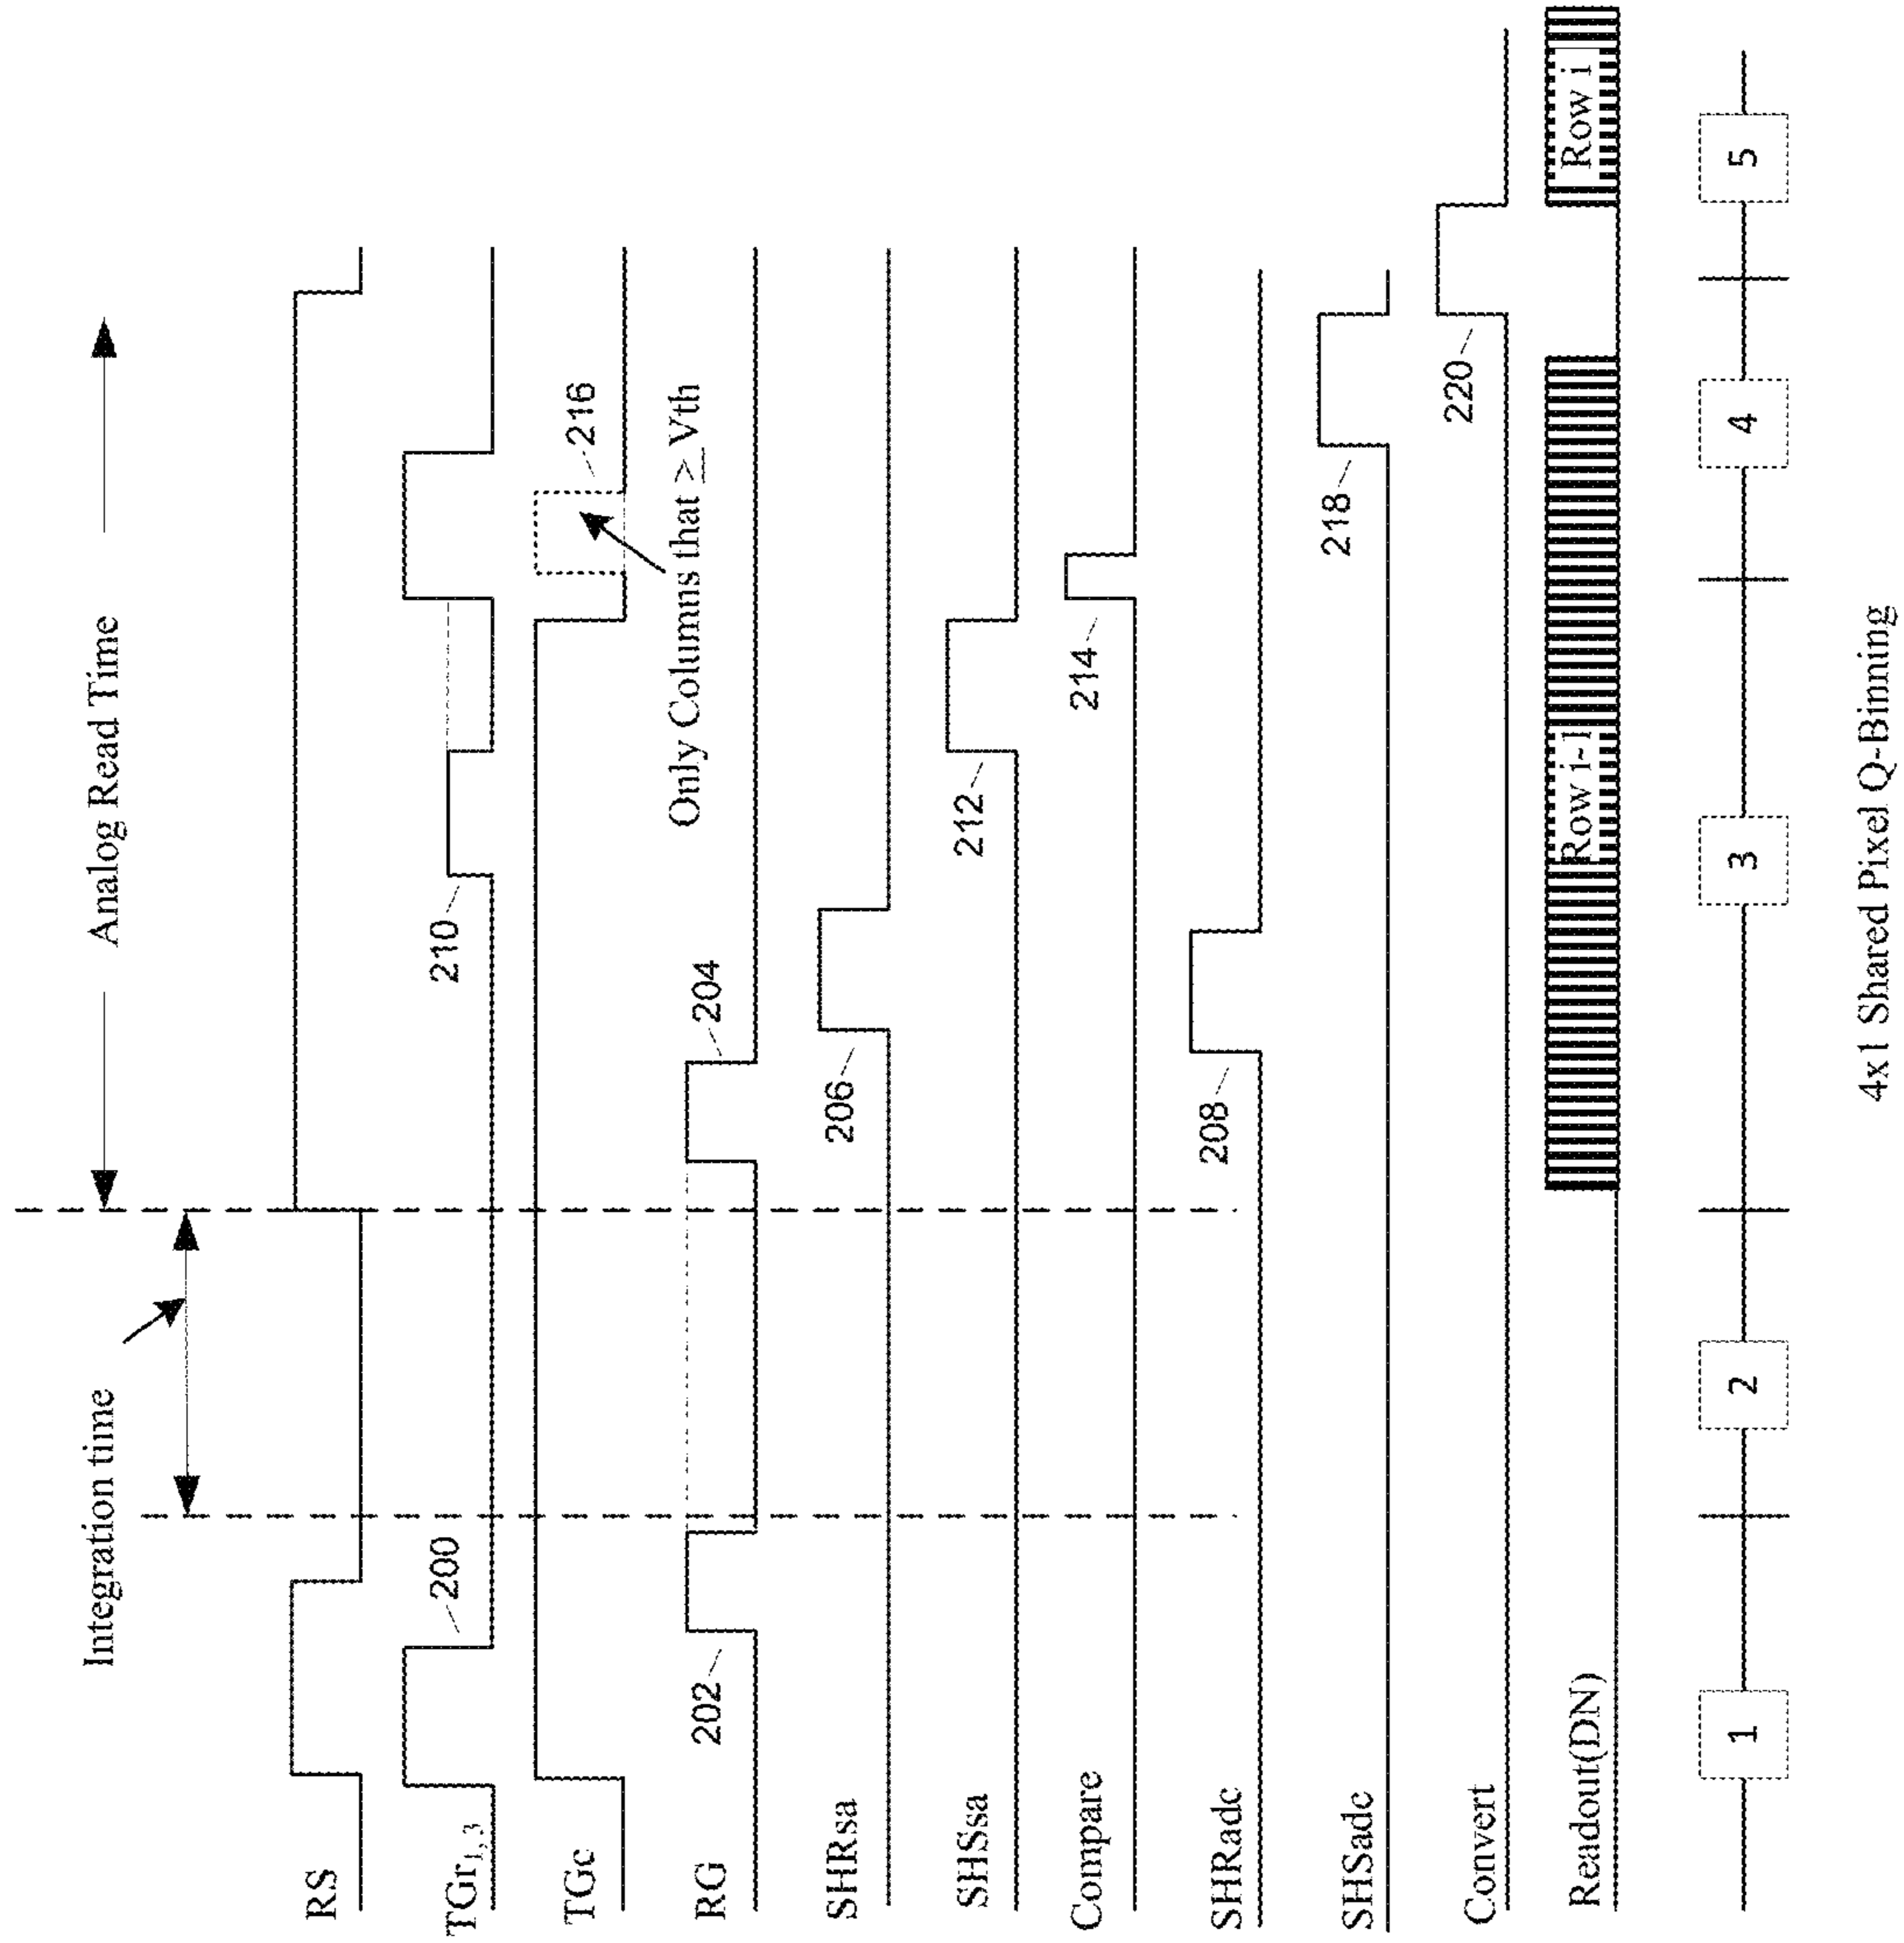 Integration time
Analog Read Time
RS
TGr1,3
200
210
TGc
216
Only Columns that ≥ Vth
RG
202
204
SHRsa
206
SHSsa
212
Compare
214
SHRadc
208
SHSadc
218
Convert
220
Readout(DN)
Row i-1
Row i
1
2
3
4
5
4x1 Shared Pixel Q-Binning